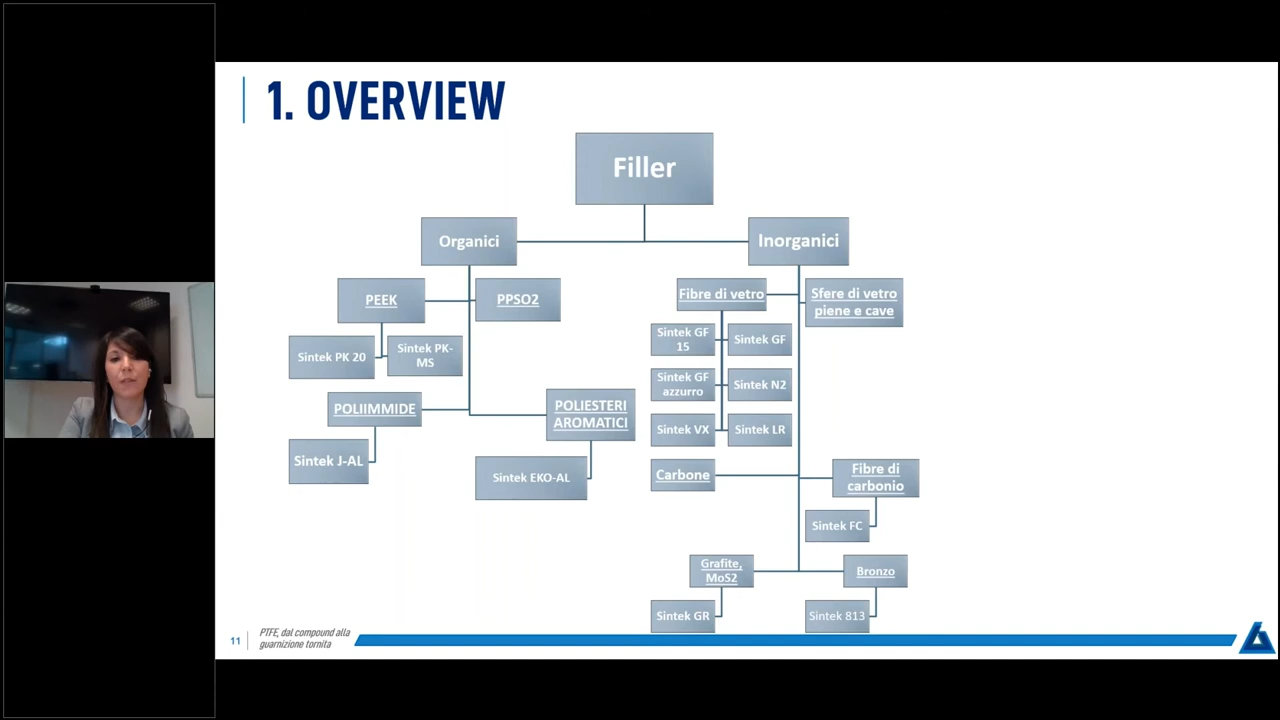 1. OVERVIEW
Filler
Organici
Inorganici
PEEK
PPSO2
Sintek PK 20
Sintek PK-
MS
POLIIMMIDE
POLIESTERI
AROMATICI
Sintek J-AL
Sintek EKO-AL
Fibre di vetro
Sfere di vetro
piene e cave
Sintek GF
15
Sintek GF
Sintek GF
azzurro
Sintek N2
Sintek VX
Sintek LR
Carbone
Fibre di
carbonio
Sintek FC
Grafite,
MoS2
Bronzo
Sintek GR
Sintek 813
11
PTFE, dal compound alla
guarnizione tornita